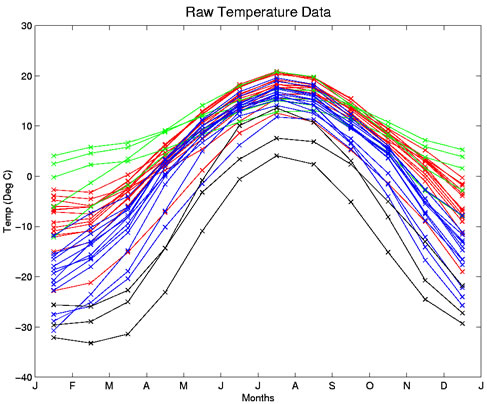 Raw Temperature Data
30
20
10
0
−10
−20
−30
−40
Temp (Deg C)
J F M A M J J A S O N D J
Months